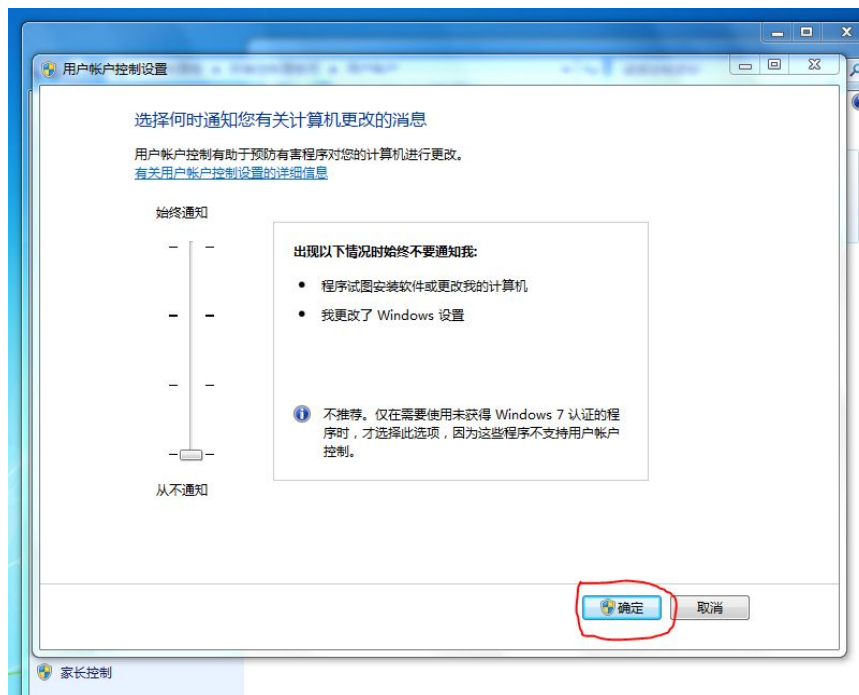 用户帐户控制设置
选择何时通知您有关计算机更改的消息
用户帐户控制有助于预防有害程序对您的计算机进行更改。
有关用户帐户控制设置的详细信息
始终通知
出现以下情况时始终不要通知我:
程序试图安装软件或更改我的计算机
我更改了 Windows 设置
不推荐。仅在需要使用未获得 Windows 7 认证的程
序时，才选择此选项，因为这些程序不支持用户帐户
控制。
从不通知
确定
取消
家长控制